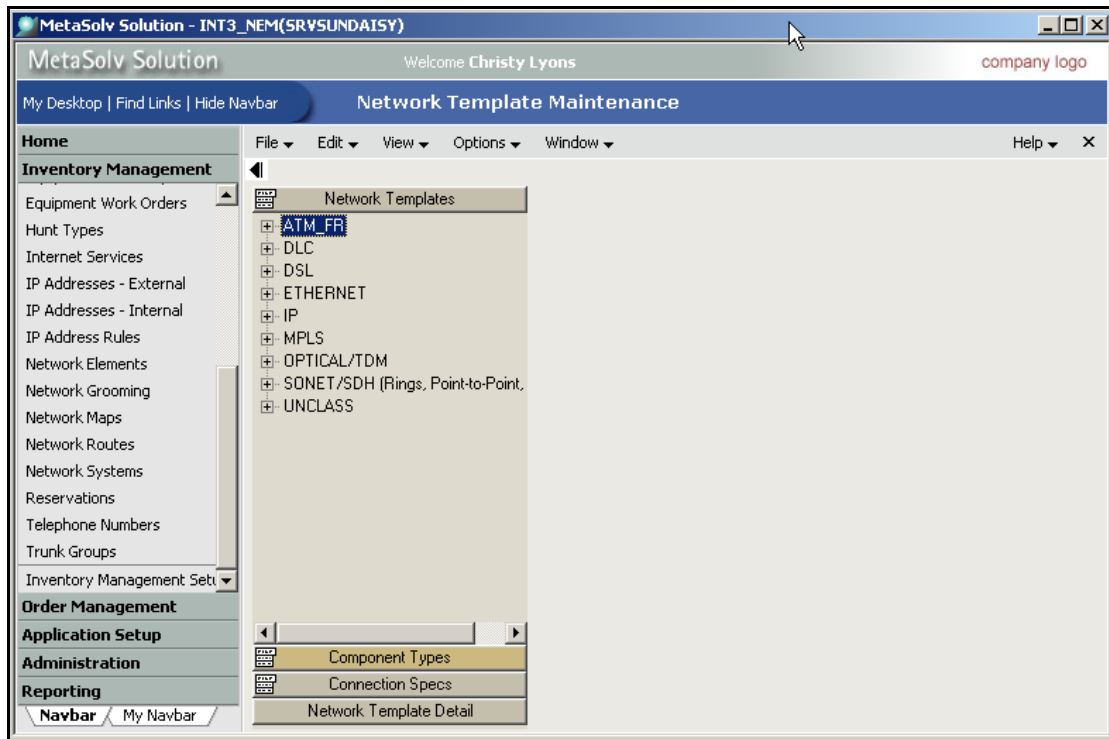 MetaSolv Solution - INT3_NEM(SRVSUNDAISY)
MetaSolv Solution
Welcome Christy Lyons
company logo
My Desktop | Find Links | Hide Navbar
Network Template Maintenance
Home
Inventory Management
Equipment Work Orders
Hunt Types
Internet Services
IP Addresses - External
IP Addresses - Internal
IP Address Rules
Network Elements
Network Grooming
Network Maps
Network Routes
Network Systems
Reservations
Telephone Numbers
Trunk Groups
Inventory Management Setu
Order Management
Application Setup
Administration
Reporting
Navbar
My Navbar
File Edit View Options Window Help
Network Templates
ATM_FR
DLC
DSL
ETHERNET
IP
MPLS
OPTICAL/TDM
SONET/SDH (Rings, Point-to-Point,
UNCLASS
Component Types
Connection Specs
Network Template Detail